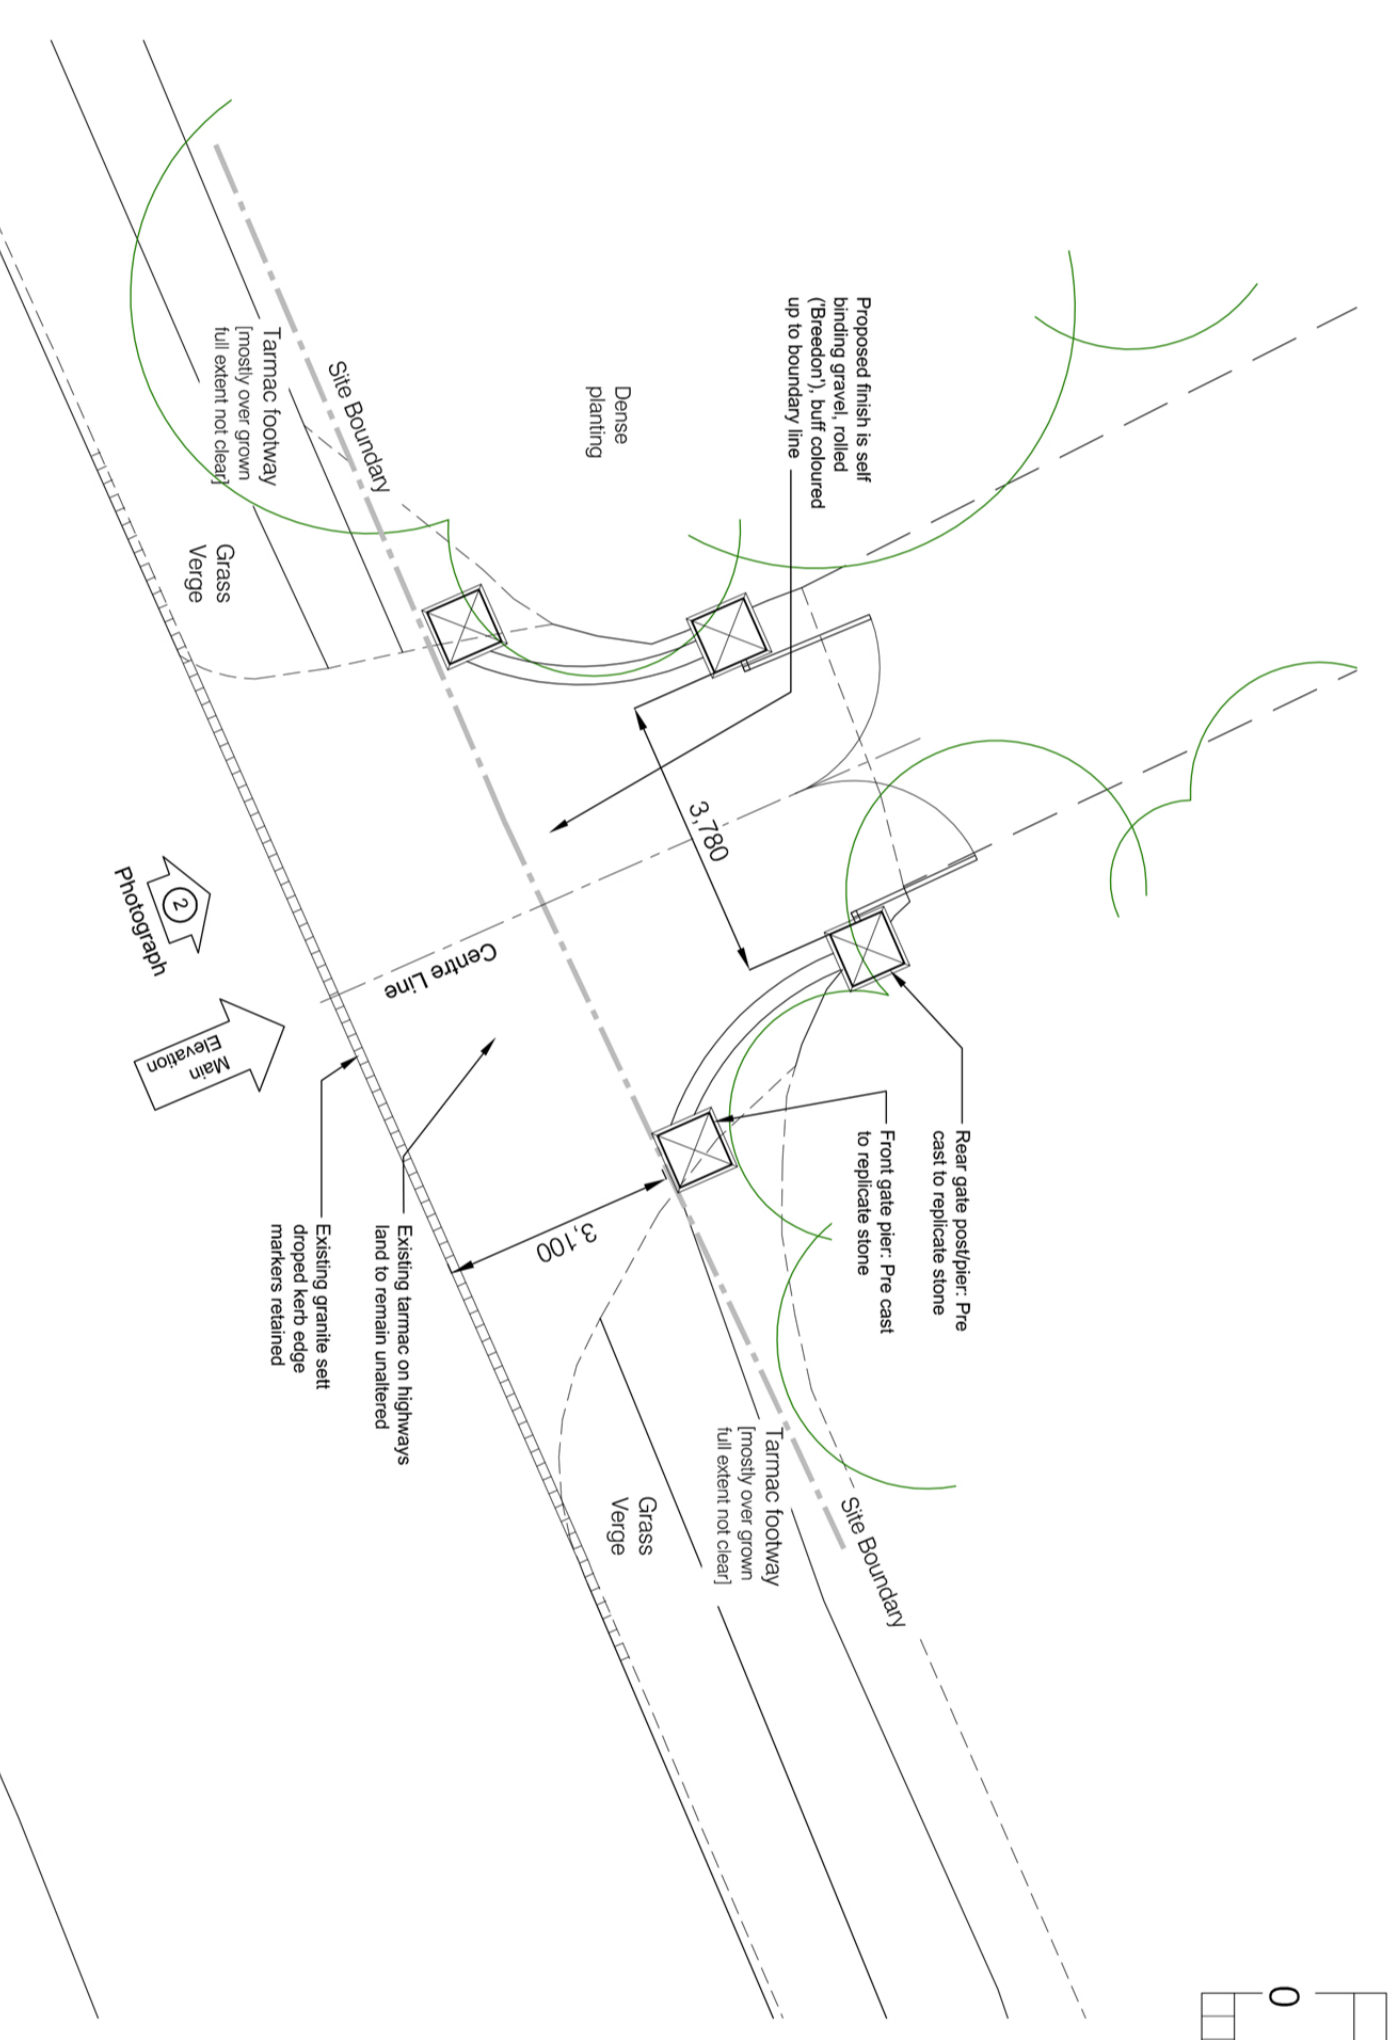 Proposed finish is self
binding gravel, rolled
('Breedon'), buff coloured
up to boundary line
Dense
planting
Site Boundary
Tarmac footway
[mostly over grown
full extent not clear]
Grass
Verge
3,780
Centre Line
2
Photograph
Main
Elevation
Rear gate post/pier: Pre
cast to replicate stone
Front gate pier: Pre cast
to replicate stone
3,100
Existing tarmac on highways
land to remain unaltered
Existing granite sett
droped kerb edge
markers retained
Site Boundary
Tarmac footway
[mostly over grown
full extent not clear]
Grass
Verge
0